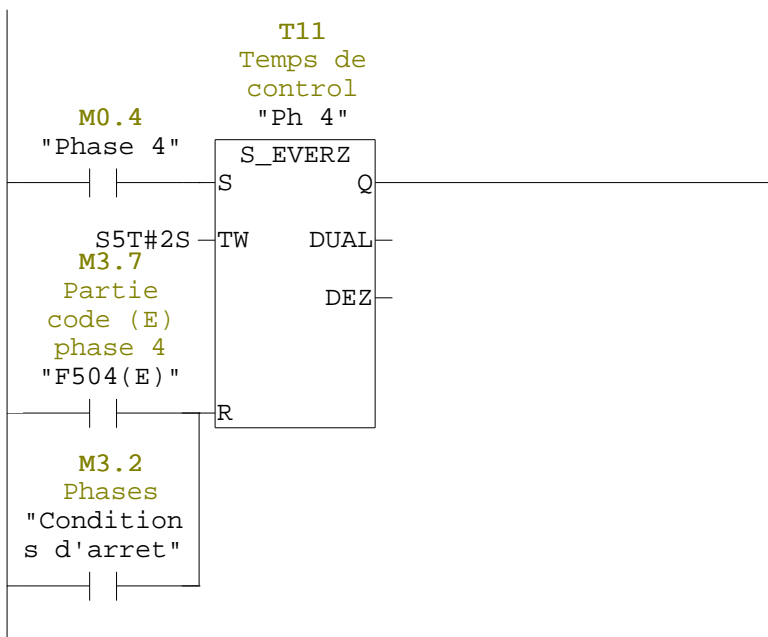 T11
Temps de
control
"Ph 4"
M0.4
"Phase 4"
S_EVERZ
S
Q
S5T#2S
TW
DUAL
DEZ
M3.7
Partie
code (E)
phase 4
"F504(E)"
R
M3.2
Phases
"Condition
s d'arret"